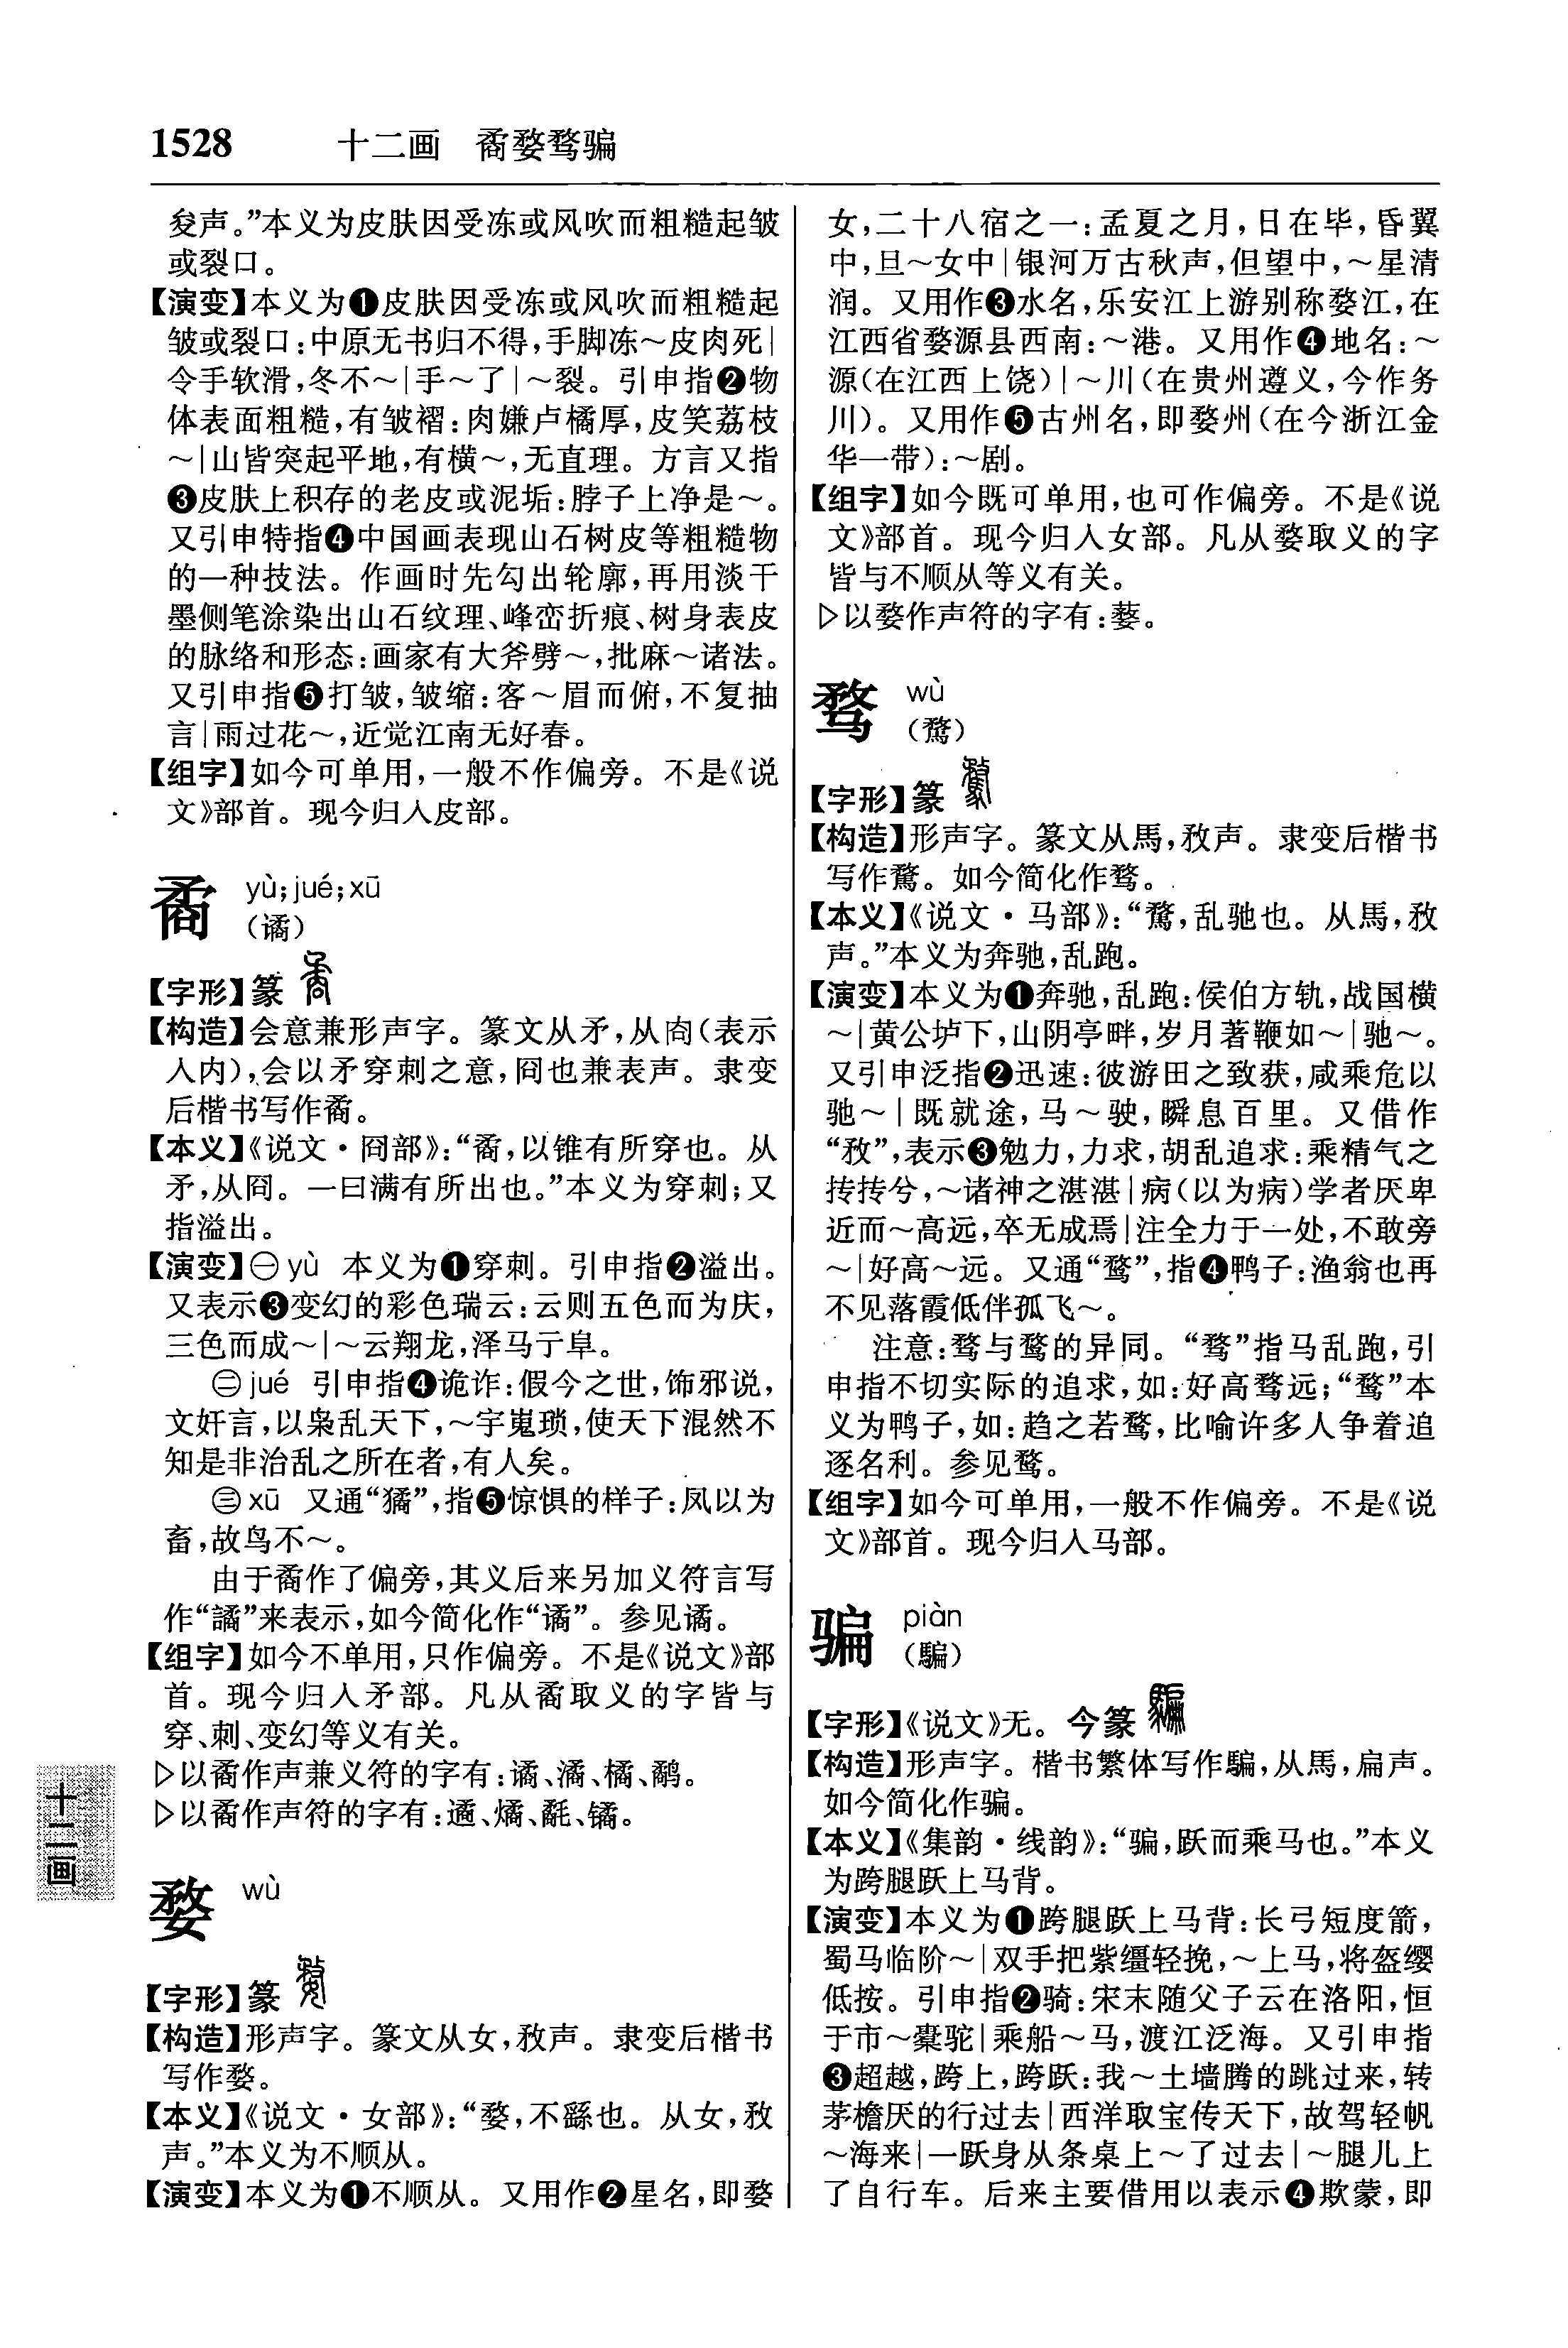 1528 十二画 矞婺骛骗
夋声。”本义为皮肤因受冻或风吹而粗糙起皱
或裂口。
【演变】本义为❶皮肤因受冻或风吹而粗糙起
皱或裂口:中原无书归不得,手脚冻～皮肉死|
令手软滑,冬不～|手～了|～裂。引申指❷物
体表面粗糙,有皱褶:肉嫌卢橘厚,皮笑荔枝
～|山皆突起平地,有横～,无直理。方言又指
❸皮肤上积存的老皮或泥垢:脖子上净是～。
又引申特指❹中国画表现山石树皮等粗糙物
的一种技法。作画时先勾出轮廓,再用淡干
墨侧笔涂染出山石纹理、峰峦折痕、树身表皮
的脉络和形态:画家有大斧劈～,批麻～诸法。
又引申指❺打皱,皱缩:客～眉而俯,不复抽
言|雨过花～,近觉江南无好春。
【组字】如今可单用,一般不作偏旁。不是《说
文》部首。现今归入皮部。
矞 yù;jué;xū
(谲)
【字形】篆
【构造】会意兼形声字。篆文从矛,从㕯(表示
入内),会以矛穿刺之意,冏也兼表声。隶变
后楷书写作矞。
【本义】《说文·冏部》:“矞,以锥有所穿也。从
矛,从冏。一曰满有所出也。”本义为穿刺;又
指溢出。
【演变】㊀yù 本义为❶穿刺。引申指❷溢出。
又表示❸变幻的彩色瑞云:云则五色而为庆,
三色而成～|～云翔龙,泽马亍阜。
㊁jué 引申指❹诡诈:假今之世,饰邪说,
文奸言,以枭乱天下,～宇嵬琐,使天下混然不
知是非治乱之所在者,有人矣。
㊂xū 又通“獝”,指❺惊惧的样子:凤以为
畜,故鸟不～。
由于矞作了偏旁,其义后来另加义符言写
作“譎”来表示,如今简化作“谲”。参见谲。
【组字】如今不单用,只作偏旁。不是《说文》部
首。现今归入矛部。凡从矞取义的字皆与
穿、刺、变幻等义有关。
▷以矞作声兼义符的字有:谲、潏、橘、鹬。
▷以矞作声符的字有:遹、燏、氄、镉。
婺 wù
【字形】篆
【构造】形声字。篆文从女,敄声。隶变后楷书
写作婺。
【本义】《说文·女部》:“婺,不繇也。从女,敄
声。”本义为不顺从。
【演变】本义为❶不顺从。又用作❷星名,即婺
女,二十八宿之一:孟夏之月,日在毕,昏翼
中,旦～女中|银河万古秋声,但望中,～星清
润。又用作❸水名,乐安江上游别称婺江,在
江西省婺源县西南:～港。又用作❹地名:～
源(在江西上饶)|～川(在贵州遵义,今作务
川)。又用作❺古州名,即婺州(在今浙江金
华一带):～剧。
【组字】如今既可单用,也可作偏旁。不是《说
文》部首。现今归入女部。凡从婺取义的字
皆与不顺从等义有关。
▷以婺作声符的字有:蝥。
骛 wù
(騖)
【字形】篆
【构造】形声字。篆文从馬,敄声。隶变后楷书
写作騖。如今简化作骛。
【本义】《说文·马部》:“騖,乱驰也。从馬,敄
声。”本义为奔驰,乱跑。
【演变】本义为❶奔驰,乱跑:侯伯方轨,战国横
～|黄公垆下,山阴亭畔,岁月著鞭如～|驰～。
又引申泛指❷迅速:彼游田之致获,咸乘危以
驰～|既就途,马～驶,瞬息百里。又借作
“敄”,表示❸勉力,力求,胡乱追求:乘精气之
抟抟兮,～诸神之湛湛|病(以为病)学者厌卑
近而～高远,卒无成焉|注全力于一处,不敢旁
～|好高～远。又通“鹜”,指❹鸭子:渔翁也再
不见落霞低伴孤飞～。
注意:骛与鹜的异同。“骛”指马乱跑,引
申指不切实际的追求,如:好高骛远;“鹜”本
义为鸭子,如:趋之若鹜,比喻许多人争着追
逐名利。参见鹜。
【组字】如今可单用,一般不作偏旁。不是《说
文》部首。现今归入马部。
骗 piàn
(騙)
【字形】《说文》无。今篆
【构造】形声字。楷书繁体写作騙,从馬,扁声。
如今简化作骗。
【本义】《集韵·线韵》:“骗,跃而乘马也。”本义
为跨腿跃上马背。
【演变】本义为❶跨腿跃上马背:长弓短度箭,
蜀马临阶～|双手把紫缰轻挽,～上马,将盔缨
低按。引申指❷骑:宋末随父子云在洛阳,恒
于市～橐驼|乘船～马,渡江泛海。又引申指
❸超越,跨上,跨跃:我～土墙腾的跳过来,转
茅檐厌的行过去|西洋取宝传天下,故驾轻帆
～海来|一跃身从条桌上～了过去|～腿儿上
了自行车。后来主要借用以表示❹欺蒙,即
十二画